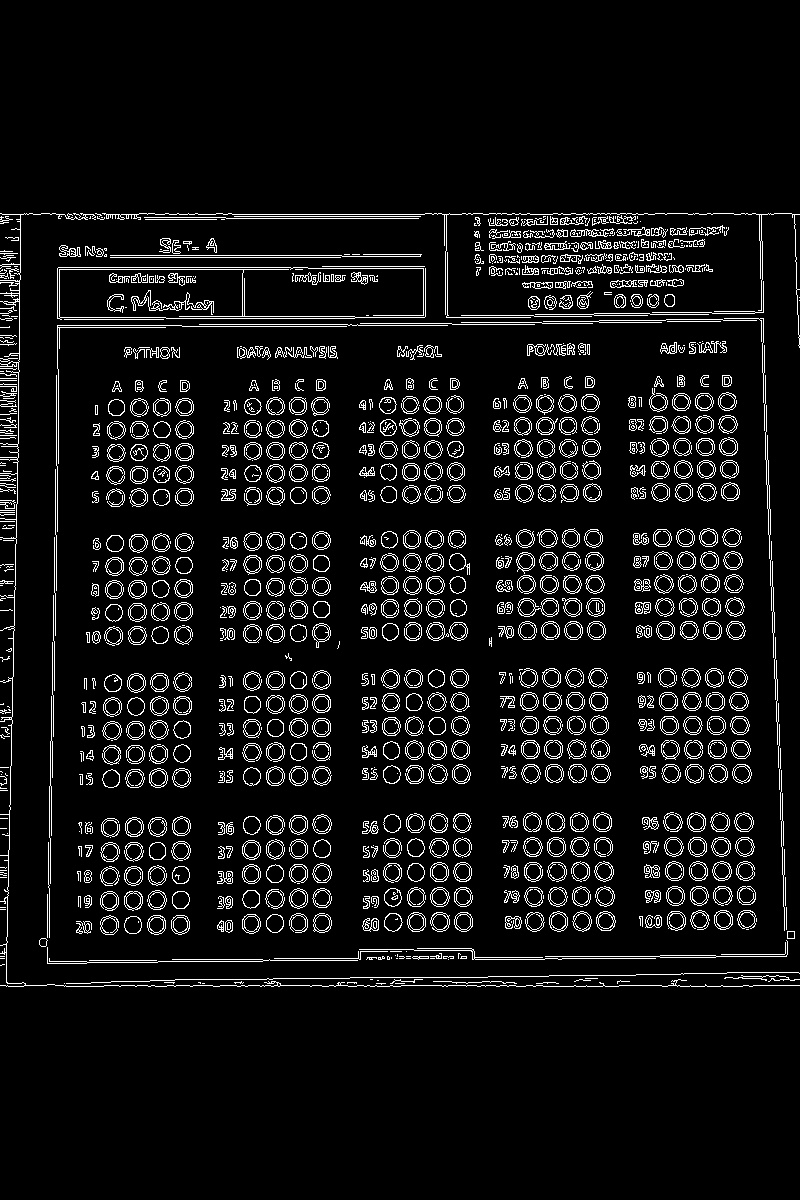 Set No: SET- A
3. Use of pencil is strictly prohibited.
4. Circles should be darkened completely and properly
5. Cutting and erasing on this sheet is not allowed
6. Do not use any stray marks on the sheet.
7. Do not use marker or white fluid to hide the mark.
WRONG METHODS CORRECT METHOD
Candidate Sign: Invigilator Sign:
PYTHON DATA ANALYSIS MySQL POWER BI Adv STATS
A B C D A B C D A B C D A B C D A B C D
1 21 41 61 81
2 22 42 62 82
3 23 43 63 83
4 24 44 64 84
5 25 45 65 85
6 26 46 66 86
7 27 47 67 87
8 28 48 68 88
9 29 49 69 89
10 30 50 70 90
11 31 51 71 91
12 32 52 72 92
13 33 53 73 93
14 34 54 74 94
15 35 55 75 95
16 36 56 76 96
17 37 57 77 97
18 38 58 78 98
19 39 59 79 99
20 40 60 80 100